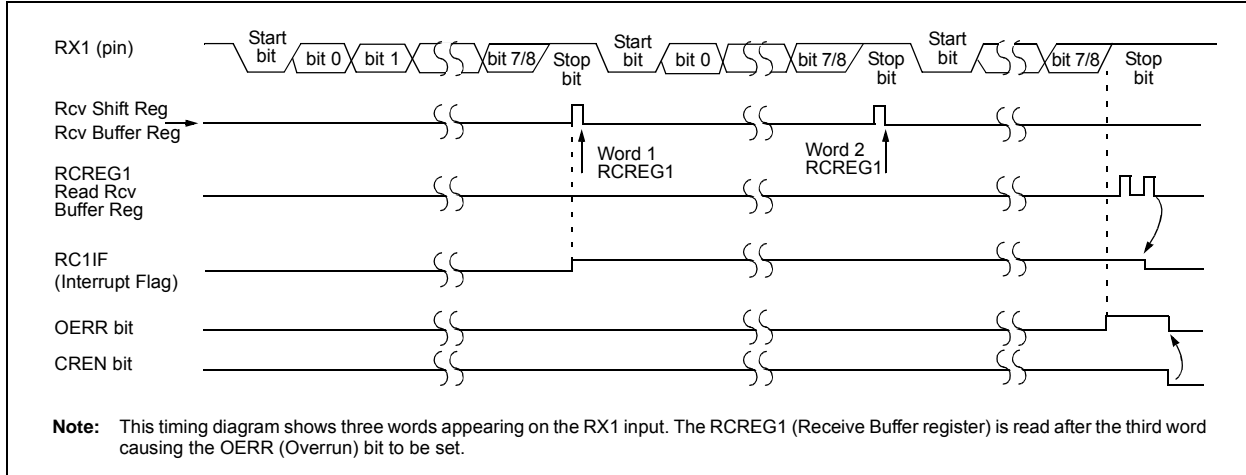 RX1 (pin)
Start bit
bit 0
bit 1
bit 7/8
Stop bit
Start bit
bit 0
bit 7/8
Stop bit
Start bit
bit 7/8
Stop bit
Rcv Shift Reg
Rcv Buffer Reg
Word 1
RCREG1
Word 2
RCREG1
RCREG1
Read Rcv
Buffer Reg
RC1IF
(Interrupt Flag)
OERR bit
CREN bit
Note: This timing diagram shows three words appearing on the RX1 input. The RCREG1 (Receive Buffer register) is read after the third word
causing the OERR (Overrun) bit to be set.